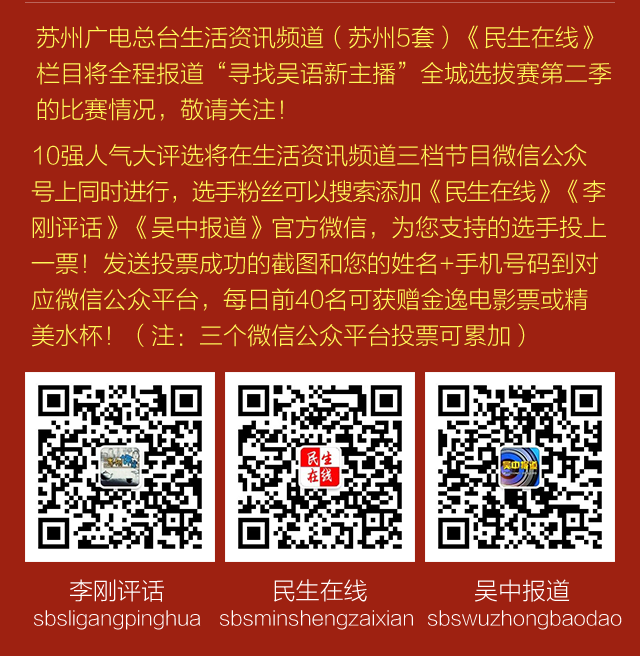 苏州广电总台生活资讯频道（苏州5套）《民生在线》
栏目将全程报道“寻找吴语新主播”全城选拔赛第二季
的比赛情况，敬请关注！
10强人气大评选将在生活资讯频道三档节目微信公众
号上同时进行，选手粉丝可以搜索添加《民生在线》《李
刚评话》《吴中报道》官方微信，为您支持的选手投上
一票！发送投票成功的截图和您的姓名+手机号码到对
应微信公众平台，每日前40名可获赠金逸电影票或精
美水杯！（注：三个微信公众平台投票可累加）
民生
在线
吴中报道
李刚评话
民生在线
吴中报道
sbsligangpinghua
sbsminshengzaixian
sbswuzhongbaodao